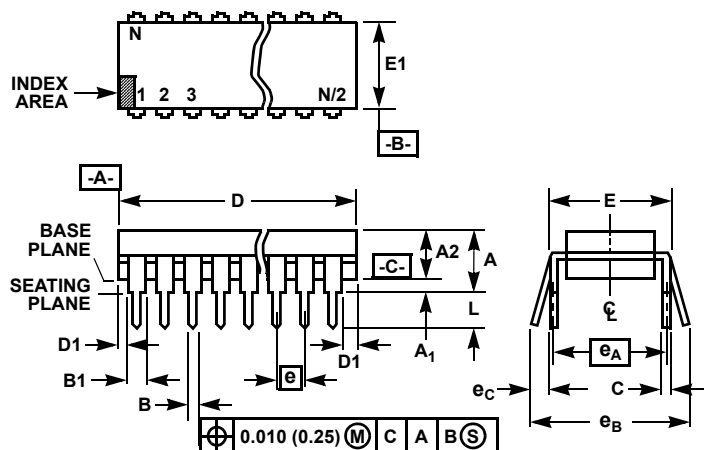 N
E1
INDEX
AREA
1 2 3 N/2
-B-
-A-
D
E
BASE
PLANE
A2
A
-C-
SEATING
PLANE
L
C
L
D1
A1
D1
eA
B1
e
eC
C
B
eB
0.010 (0.25) M C A B S